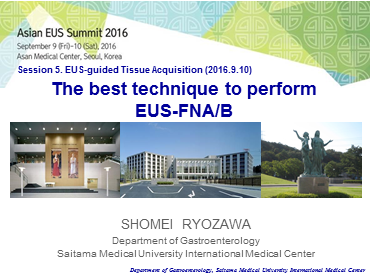 Asian EUS Summit 2016
September 9 (Fri)-10 (Sat), 2016
Asan Medical Center, Seoul, Korea
Session 5. EUS-guided Tissue Acquisition (2016.9.10)
The best technique to perform
EUS-FNA/B
SHOMEI RYOZAWA
Department of Gastroenterology
Saitama Medical University International Medical Center
Department of Gastroenterology, Saitama Medical University International Medical Center